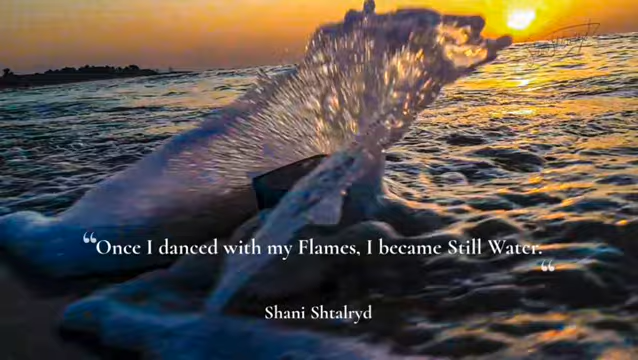 “Once I danced with my Flames, I became Still Water.”
Shani Shtalryd